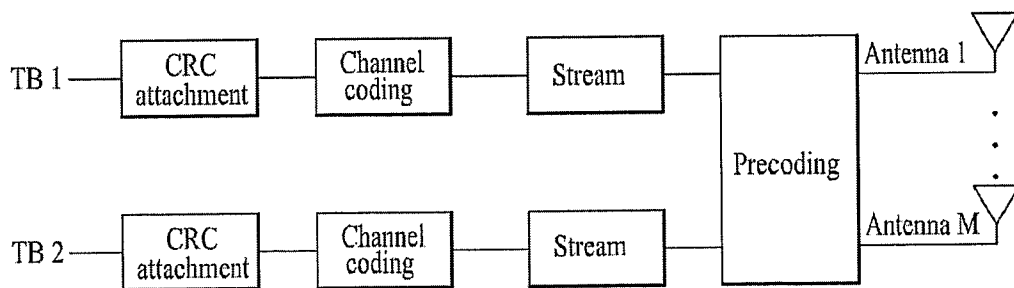 TB 1
CRC
attachment
Channel
coding
Stream
Precoding
Antenna 1
TB 2
CRC
attachment
Channel
coding
Stream
Antenna M